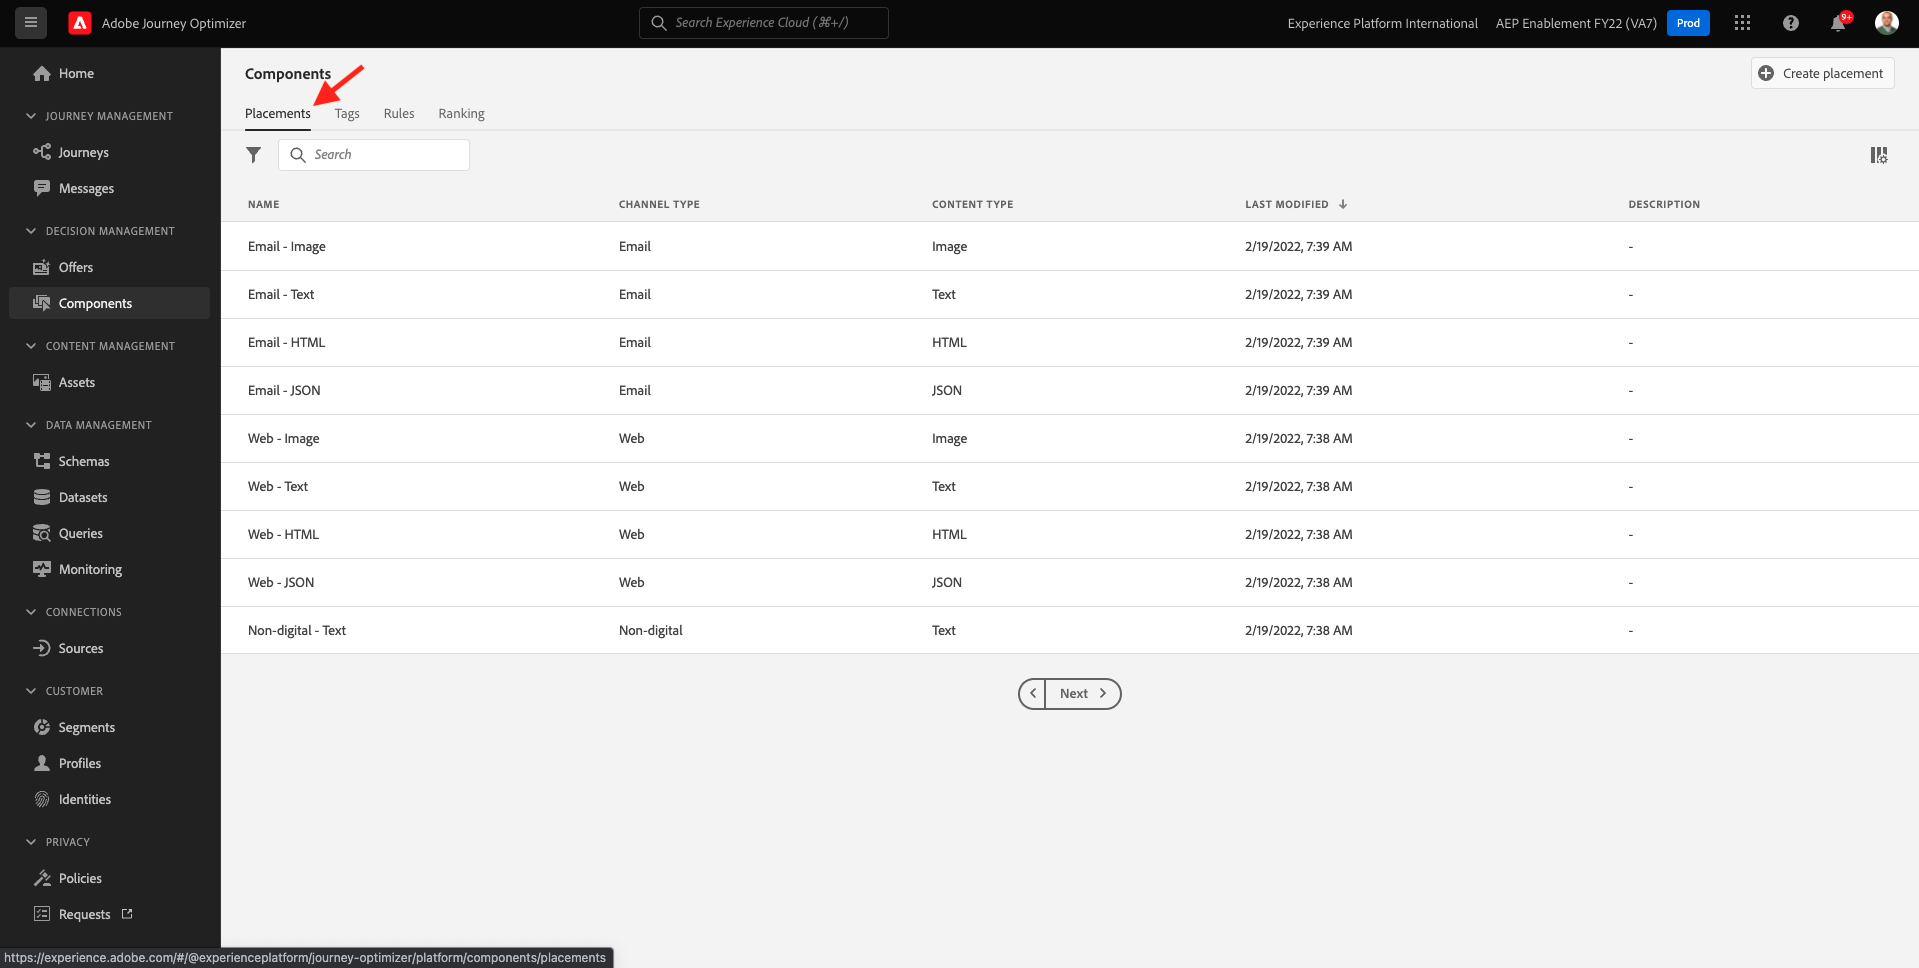 Adobe Journey Optimizer
Search Experience Cloud (⌘+/)
Experience Platform International
AEP Enablement FY22 (VA7)
Prod
9+
Home
JOURNEY MANAGEMENT
Journeys
Messages
DECISION MANAGEMENT
Offers
Components
CONTENT MANAGEMENT
Assets
DATA MANAGEMENT
Schemas
Datasets
Queries
Monitoring
CONNECTIONS
Sources
CUSTOMER
Segments
Profiles
Identities
PRIVACY
Policies
Requests
Components
Create placement
Placements Tags Rules Ranking
Search
NAME CHANNEL TYPE CONTENT TYPE LAST MODIFIED DESCRIPTION
Email - Image Email Image 2/19/2022, 7:39 AM -
Email - Text Email Text 2/19/2022, 7:39 AM -
Email - HTML Email HTML 2/19/2022, 7:39 AM -
Email - JSON Email JSON 2/19/2022, 7:39 AM -
Web - Image Web Image 2/19/2022, 7:38 AM -
Web - Text Web Text 2/19/2022, 7:38 AM -
Web - HTML Web HTML 2/19/2022, 7:38 AM -
Web - JSON Web JSON 2/19/2022, 7:38 AM -
Non-digital - Text Non-digital Text 2/19/2022, 7:38 AM -
Next
https://experience.adobe.com/#/@experienceplatform/journey-optimizer/platform/components/placements